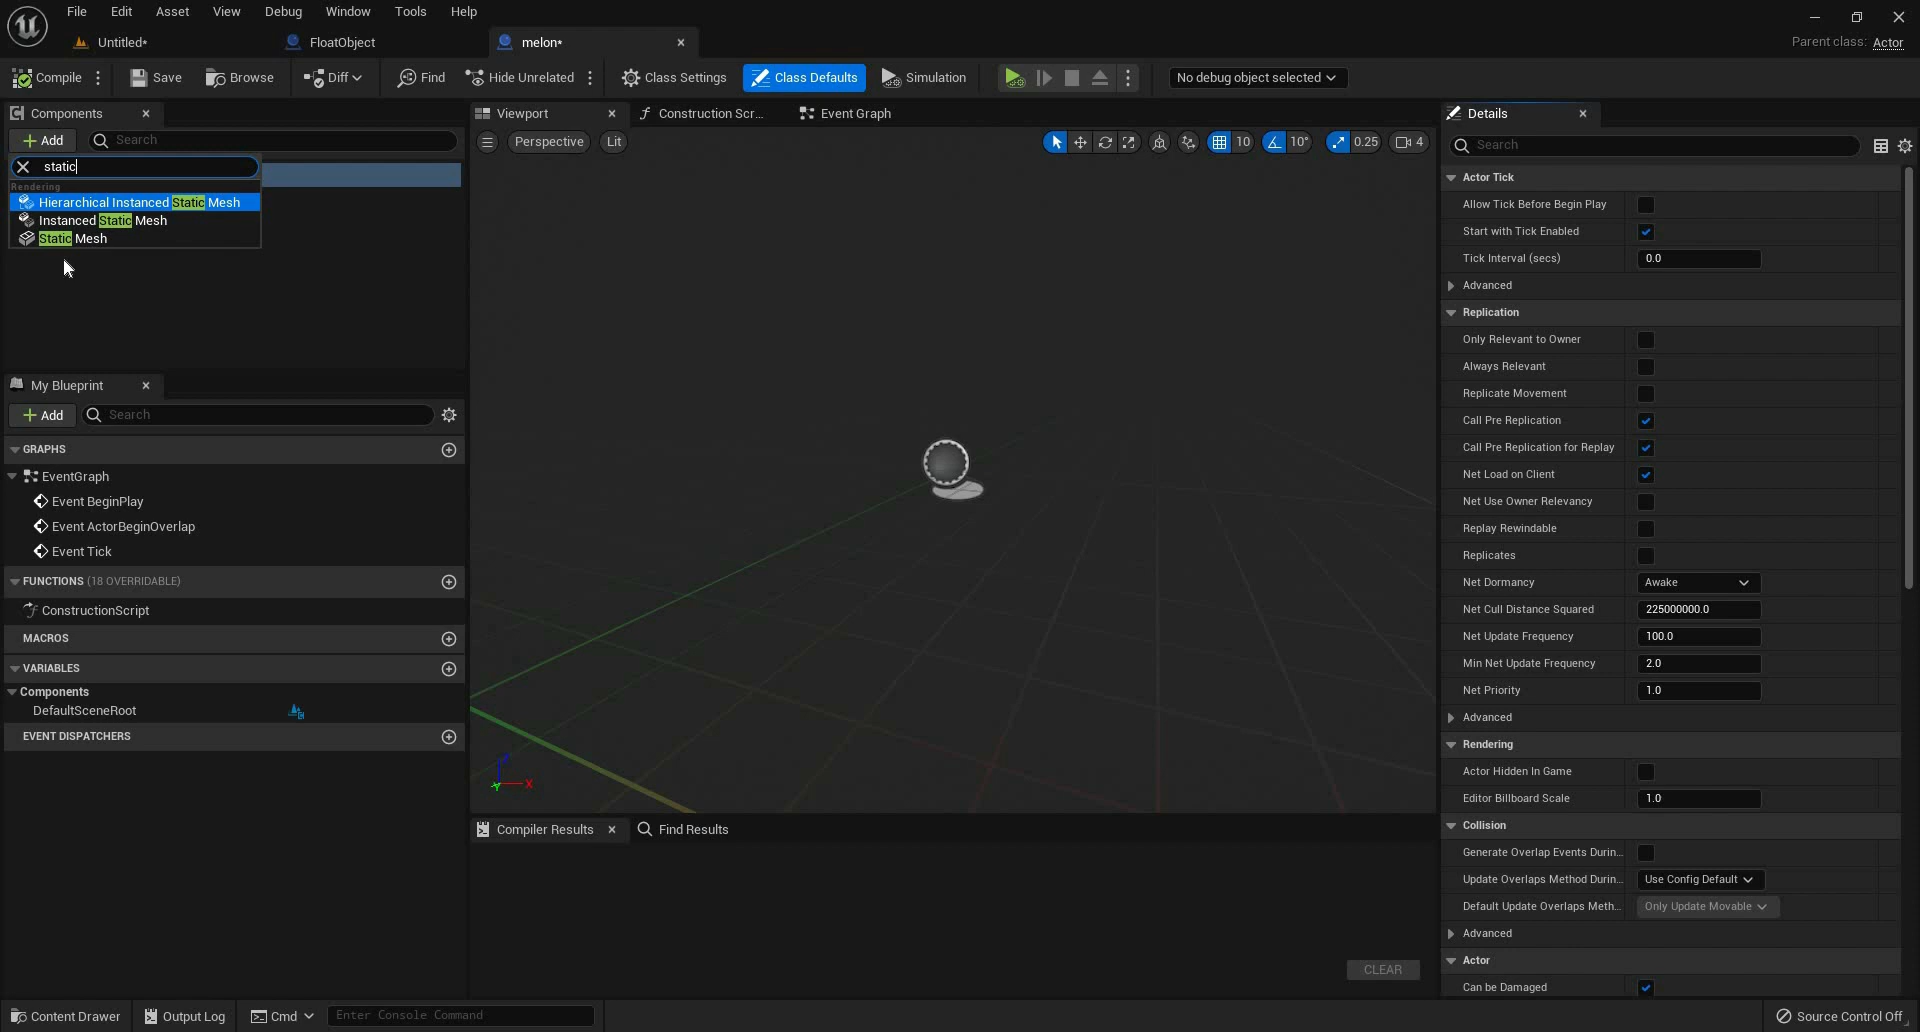 File Edit Asset View Debug Window Tools Help
Untitled* FloatObject melon* Parent class: Actor
Compile Save Browse Diff Find Hide Unrelated Class Settings Class Defaults Simulation No debug object selected
Components
Add Search
static
Rendering
Hierarchical Instanced Static Mesh
Instanced Static Mesh
Static Mesh
My Blueprint
Add Search
GRAPHS
EventGraph
Event BeginPlay
Event ActorBeginOverlap
Event Tick
FUNCTIONS (18 OVERRIDABLE)
ConstructionScript
MACROS
VARIABLES
Components
DefaultSceneRoot
EVENT DISPATCHERS
Viewport Construction Scr... Event Graph
Perspective Lit 10 10° 0.25 4
X
Compiler Results Find Results
CLEAR
Details
Search
Actor Tick
Allow Tick Before Begin Play
Start with Tick Enabled
Tick Interval (secs) 0.0
Advanced
Replication
Only Relevant to Owner
Always Relevant
Replicate Movement
Call Pre Replication
Call Pre Replication for Replay
Net Load on Client
Net Use Owner Relevancy
Replay Rewindable
Replicates
Net Dormancy Awake
Net Cull Distance Squared 225000000.0
Net Update Frequency 100.0
Min Net Update Frequency 2.0
Net Priority 1.0
Advanced
Rendering
Actor Hidden In Game
Editor Billboard Scale 1.0
Collision
Generate Overlap Events Durin...
Update Overlaps Method Durin... Use Config Default
Default Update Overlaps Meth... Only Update Movable
Advanced
Actor
Can be Damaged
Content Drawer Output Log Cmd Enter Console Command Source Control Off